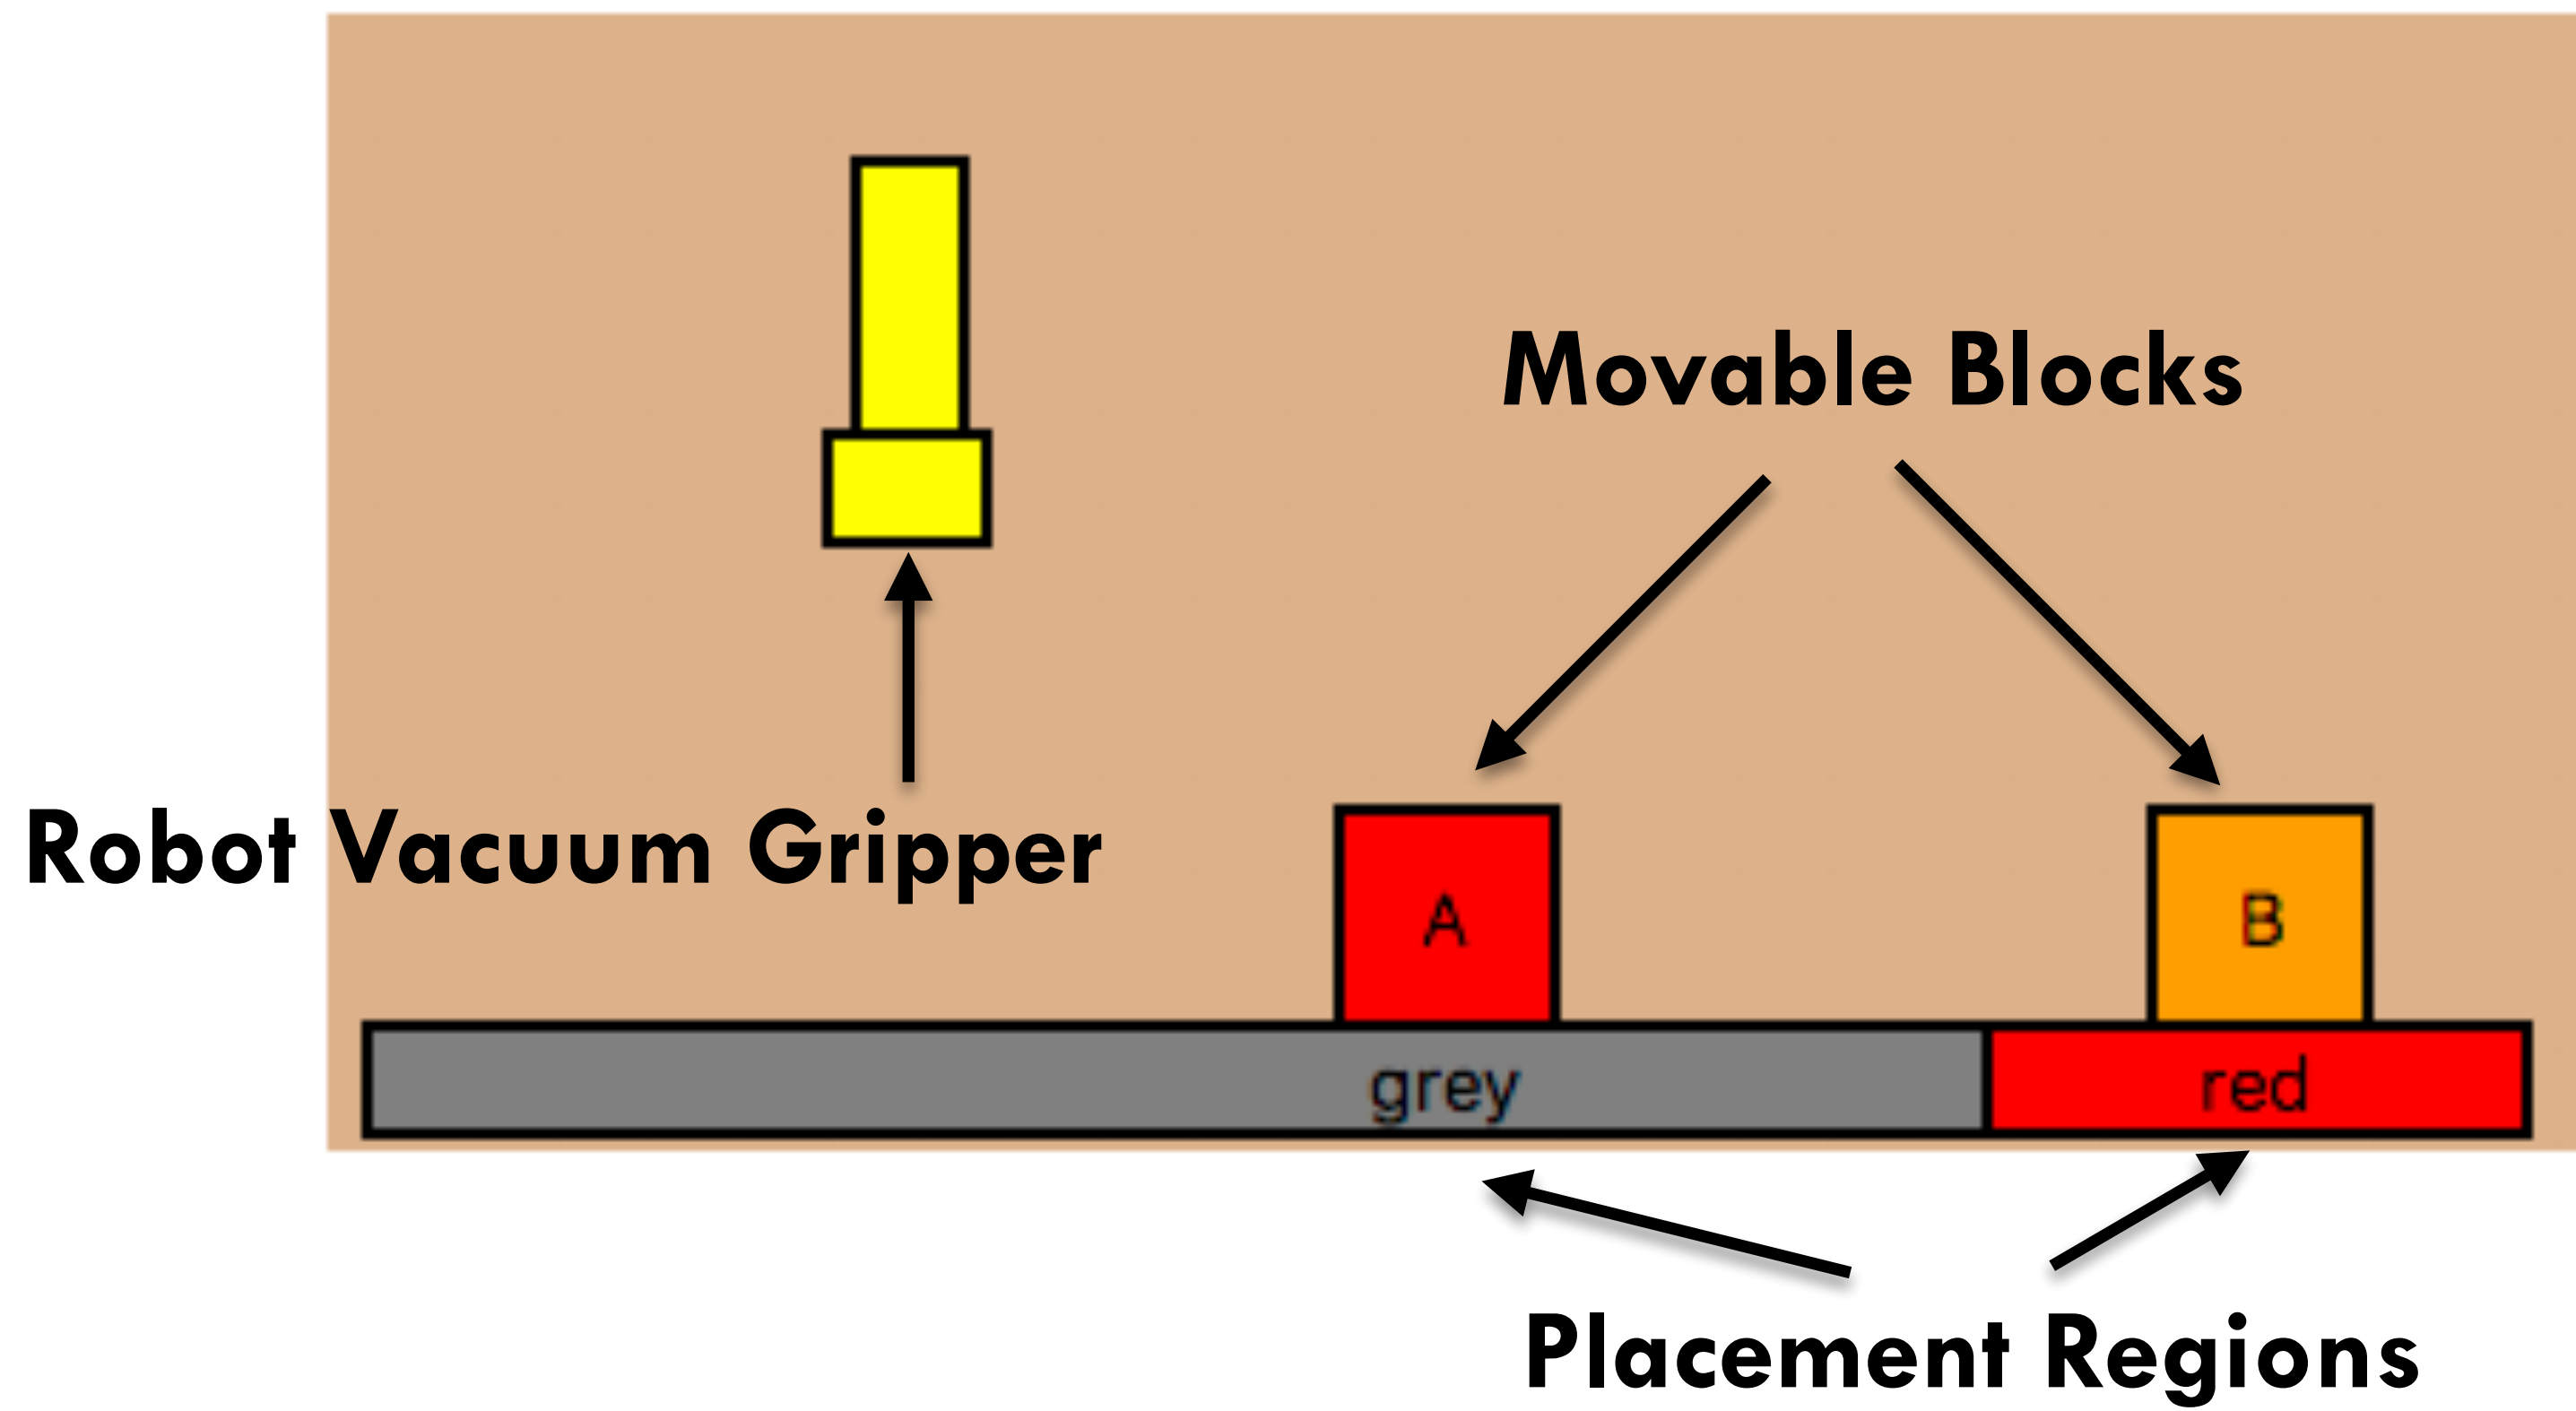 Movable Blocks
Robot Vacuum Gripper
A
B
grey
red
Placement Regions